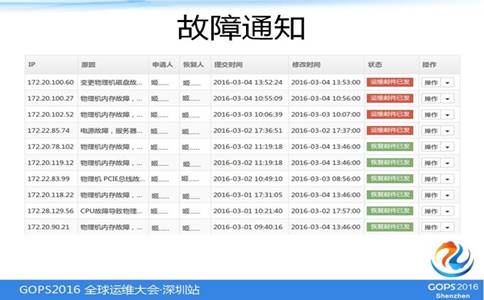 故障通知
IP 原因 申请人 恢复人 提交时间 修改时间 状态 操作
172.20.100.60 变更物理机磁盘故... 姬...... 姬...... 2016-03-04 13:52:24 2016-03-04 13:53:00 运维邮件已发 操作
172.20.100.27 物理机内存故障，... 姬...... 姬...... 2016-03-04 10:55:09 2016-03-04 10:56:00 运维邮件已发 操作
172.20.102.52 物理机内存故障，... 姬...... 姬...... 2016-03-03 10:06:39 2016-03-03 10:07:00 运维邮件已发 操作
172.22.85.74 电源故障，服务器... 姬...... 姬...... 2016-03-02 17:36:51 2016-03-02 17:37:00 运维邮件已发 操作
172.20.78.102 物理机内存故障，... 姬...... 姬...... 2016-03-02 11:19:18 2016-03-04 13:46:00 恢复邮件已发 操作
172.20.119.12 物理机内存故障，... 姬...... 姬...... 2016-03-02 11:19:18 2016-03-04 13:46:00 恢复邮件已发 操作
172.22.83.99 物理机 PCIE总线故... 姬...... 姬...... 2016-03-02 10:49:10 2016-03-03 08:56:00 恢复邮件已发 操作
172.20.118.22 物理机内存故障，... 姬...... 姬...... 2016-03-01 17:31:05 2016-03-04 13:46:00 恢复邮件已发 操作
172.28.129.56 CPU故障导致物理... 姬...... 姬...... 2016-03-01 10:21:40 2016-03-02 17:57:00 恢复邮件已发 操作
172.20.90.21 物理机内存故障，... 姬...... 姬...... 2016-03-01 09:40:16 2016-03-04 13:46:00 恢复邮件已发 操作
GOPS2016 全球运维大会·深圳站
GOPS2016
Shenzhen